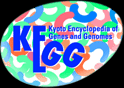 KEGG
Kyoto Encyclopedia of
Genes and Genomes